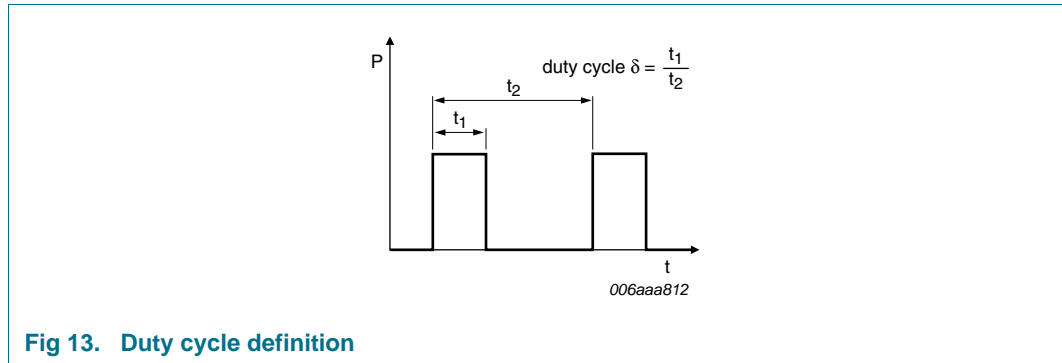 P
duty cycle δ = t1
t2
t2
t1
t
006aaa812
Fig 13. Duty cycle definition